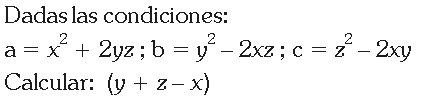 Dadas las condiciones:
a = x² + 2yz ; b = y² – 2xz ; c = z² – 2xy
Calcular: (y + z – x)